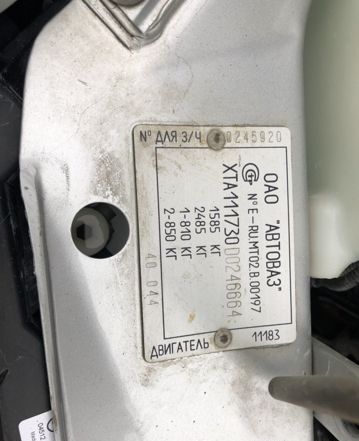 № ДЛЯ З/Ч 0245920
ОАО "АВТОВАЗ"
№ E-RU.MT02.B.00197
XTA111730D0246664
1585 КГ
2485 КГ
1-810 КГ
2-850 КГ
40 044
ДВИГАТЕЛЬ 11183